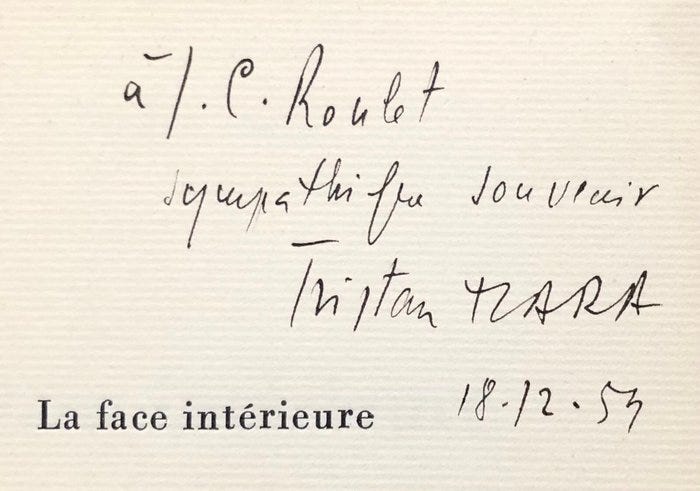 à J. C. Roulet
sympathique souvenir
Tristan TZARA
18.12.53
La face intérieure